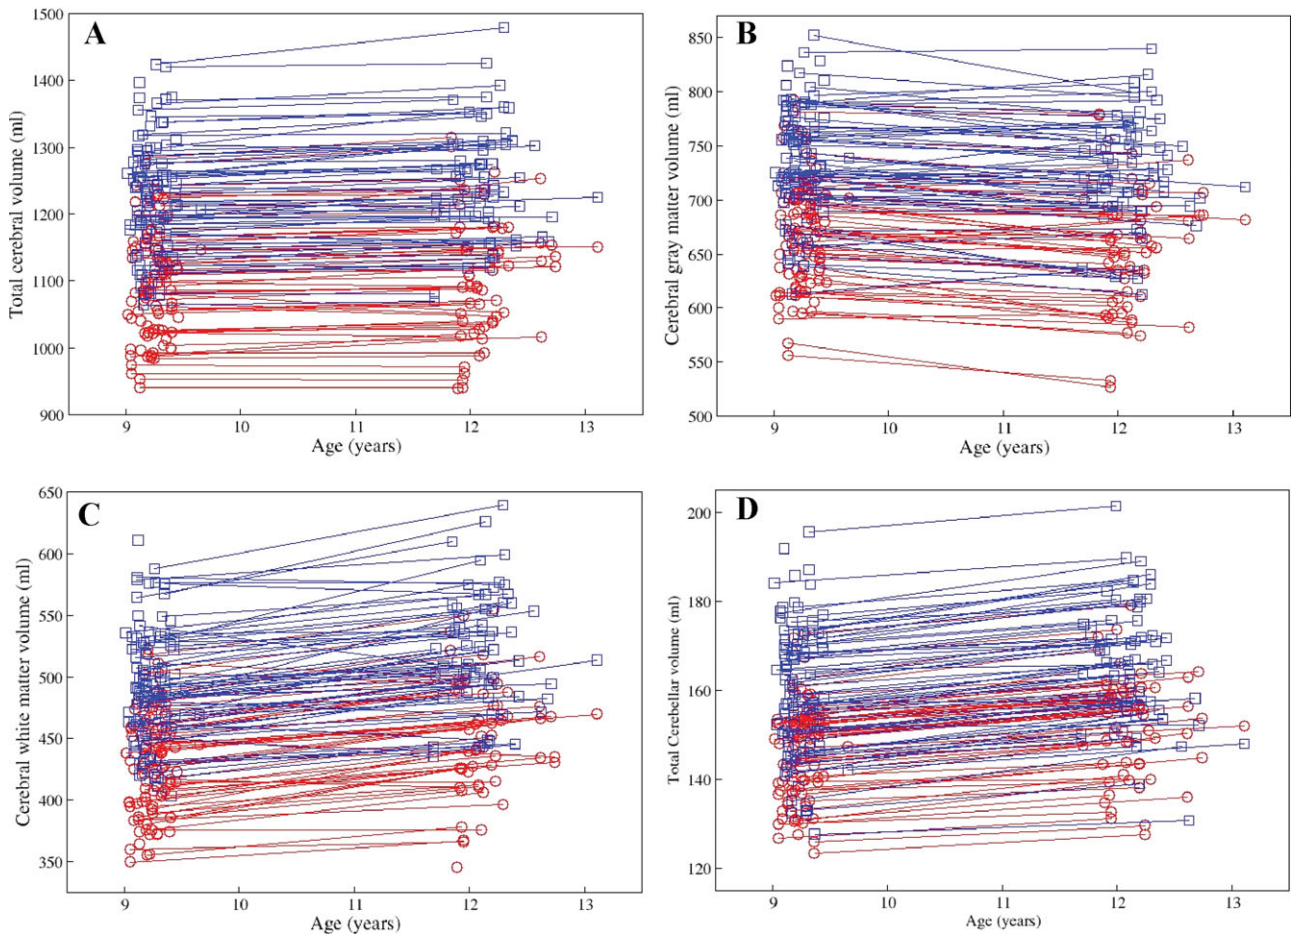 A
Total cerebral volume (ml)
1500
1400
1300
1200
1100
1000
900
9 10 11 12 13
Age (years)
B
Cerebral gray matter volume (ml)
850
800
750
700
650
600
550
500
9 10 11 12 13
Age (years)
C
Cerebral white matter volume (ml)
650
600
550
500
450
400
350
9 10 11 12 13
Age (years)
D
Total Cerebellar volume (ml)
200
180
160
140
120
9 10 11 12 13
Age (years)